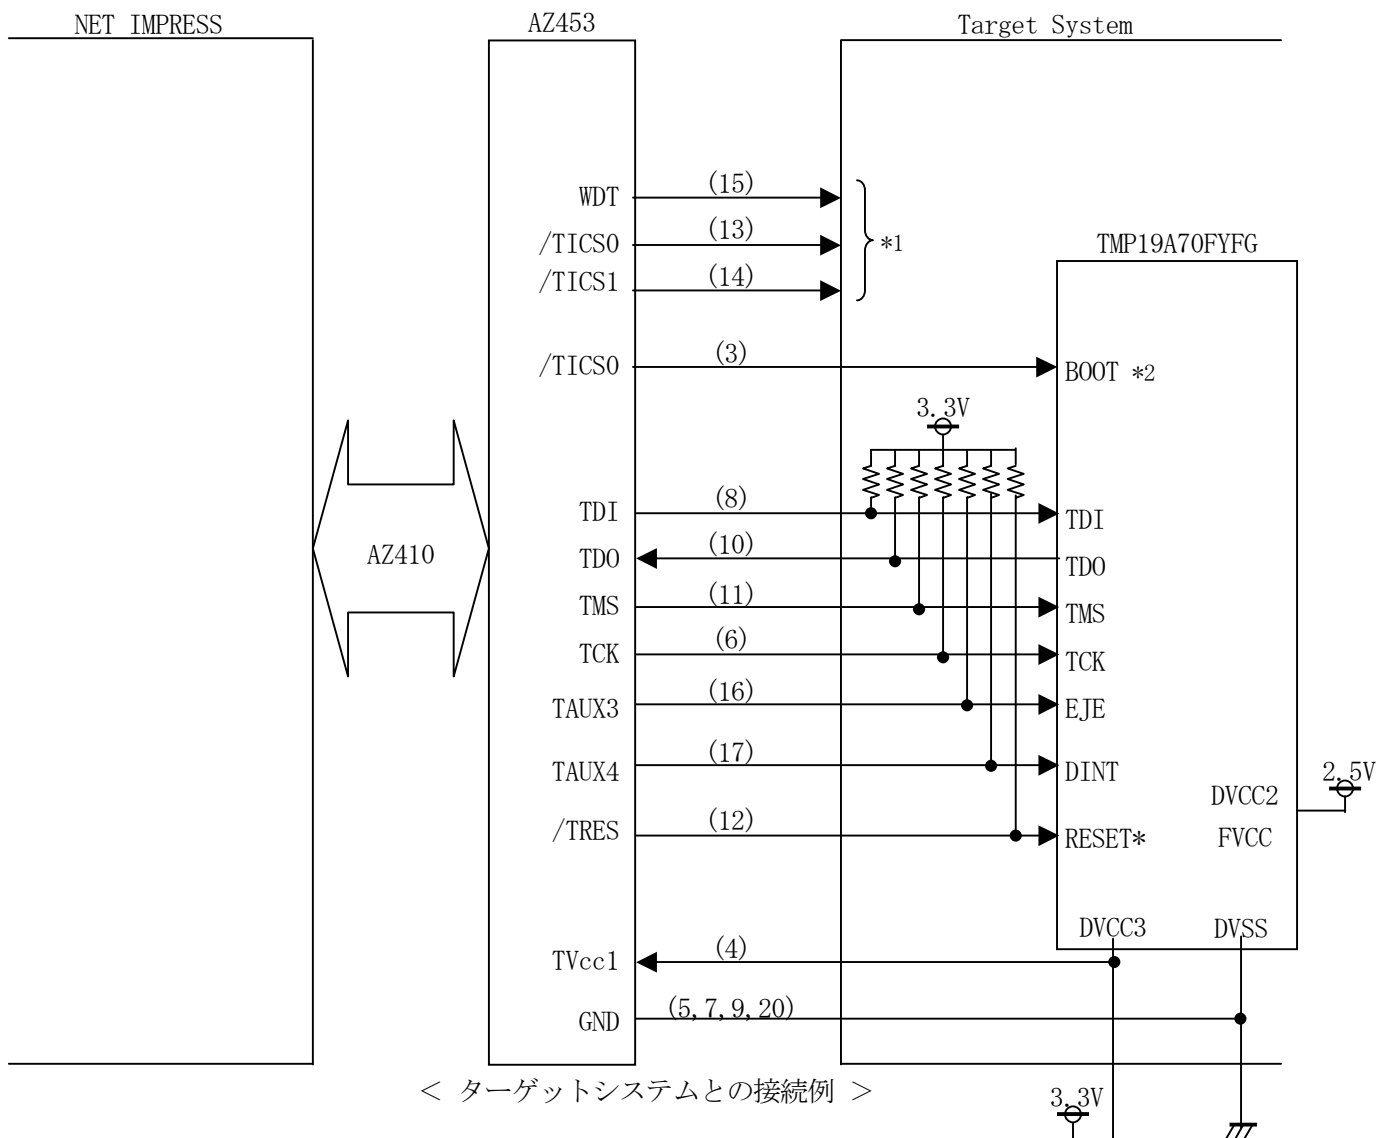 NET IMPRESS
AZ453
Target System
WDT
(15)
/TICS0
(13)
*1
/TICS1
(14)
TMP19A70FYFG
/TICS0
(3)
BOOT *2
3.3V
TDI
(8)
TDI
AZ410
TDO
(10)
TDO
TMS
(11)
TMS
TCK
(6)
TCK
TAUX3
(16)
EJE
TAUX4
(17)
DINT
2.5V
DVCC2
/TRES
(12)
RESET*
FVCC
DVCC3
DVSS
TVcc1
(4)
GND
(5,7,9,20)
< ターゲットシステムとの接続例 >
3.3V